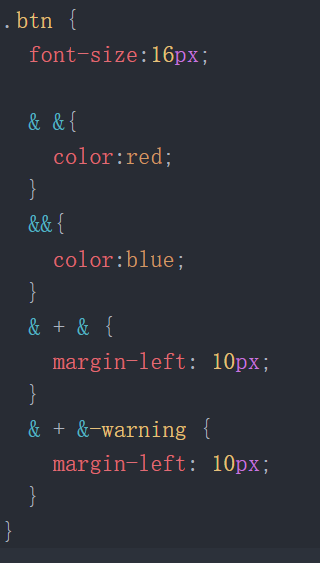 .btn {
  font-size:16px;

  & &{
    color:red;
  }
  &&{
    color:blue;
  }
  & + & {
    margin-left: 10px;
  }
  & + &-warning {
    margin-left: 10px;
  }
}